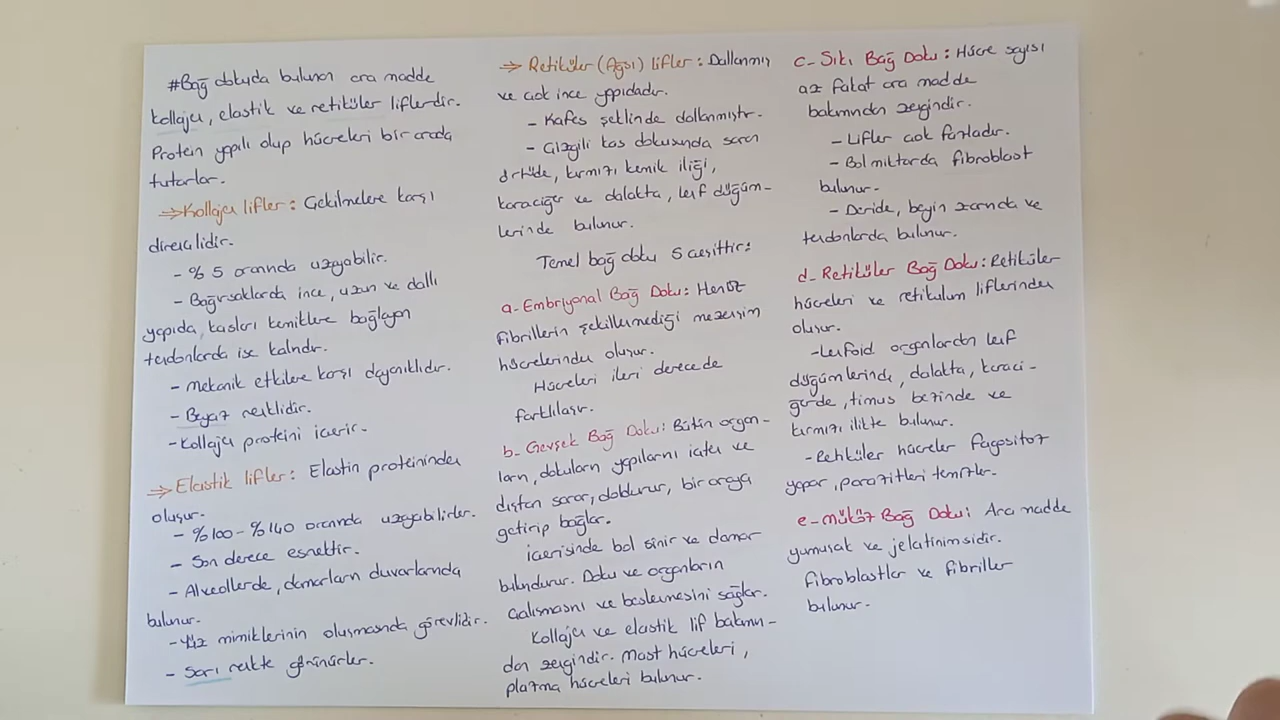 #Bağ dokuda bulunan ara madde
kollajen, elastik ve retiküler liflerdir.
Protein yapılı olup hücreleri bir arada
tutarlar.
⇒Kollajen lifler: Çekilmelere karşı
dirençlidir.
- %5 oranında uzayabilir.
- Bağırsaklarda ince, uzun ve dallı
yapıda, kasları kemiklere bağlayan
tendonlarda ise kalındır.
- Mekanik etkilere karşı dayanıklıdır.
- Beyaz renklidir.
- Kollajen proteini içerir.
⇒ Elastik lifler: Elastin proteininden
oluşur.
- %100 - %140 oranında uzayabilirler.
- Son derece esnektir.
- Alveollerde, damarların duvarlarında
bulunur.
- Yüz mimiklerinin oluşmasında görevlidir.
- Sarı renkte görünürler.
⇒ Retiküler (Ağsı) lifler: Dallanmış
ve çok ince yapıdadır.
- Kafes şeklinde dallanmıştır.
- Çizgili kas dokusunda saran
örtüde, kırmızı kemik iliği,
karaciğer ve dalakta, lenf düğüm-
lerinde bulunur.
Temel bağ doku 5 çeşittir:
a- Embriyonal Bağ Doku: Henüz
fibrillerin şekillenmediği mezenşim
hücrelerinden oluşur.
Hücreleri ileri derecede
farklılaşır.
b- Gevşek Bağ Doku: Bütün organ-
ların, dokuların yapılarını içten ve
dıştan sarar, doldurur, bir araya
getirip bağlar.
İçerisinde bol sinir ve damar
bulundurur. Doku ve organların
çalışmasını ve beslenmesini sağlar.
Kollajen ve elastik lif bakımın-
dan zengindir. Mast hücreleri,
plazma hücreleri bulunur.
c- Sıkı Bağ Doku: Hücre sayısı
az fakat ara madde
bakımından zengindir.
- Lifler çok fazladır.
- Bol miktarda fibroblast
bulunur.
- Deride, beyin zarında ve
tendonlarda bulunur.
d- Retiküler Bağ Doku: Retiküler
hücreleri ve retikulum liflerinden
oluşur.
- Lenfoid organlardan lenf
düğümlerinde, dalakta, karaci-
ğerde, timus bezinde ve
kırmızı ilikte bulunur.
- Retiküler hücreler fagositoz
yapar, parazitleri temizler.
e- Müköz Bağ Doku: Ara madde
yumuşak ve jelatinimsidir.
Fibroblastlar ve fibriller
bulunur.